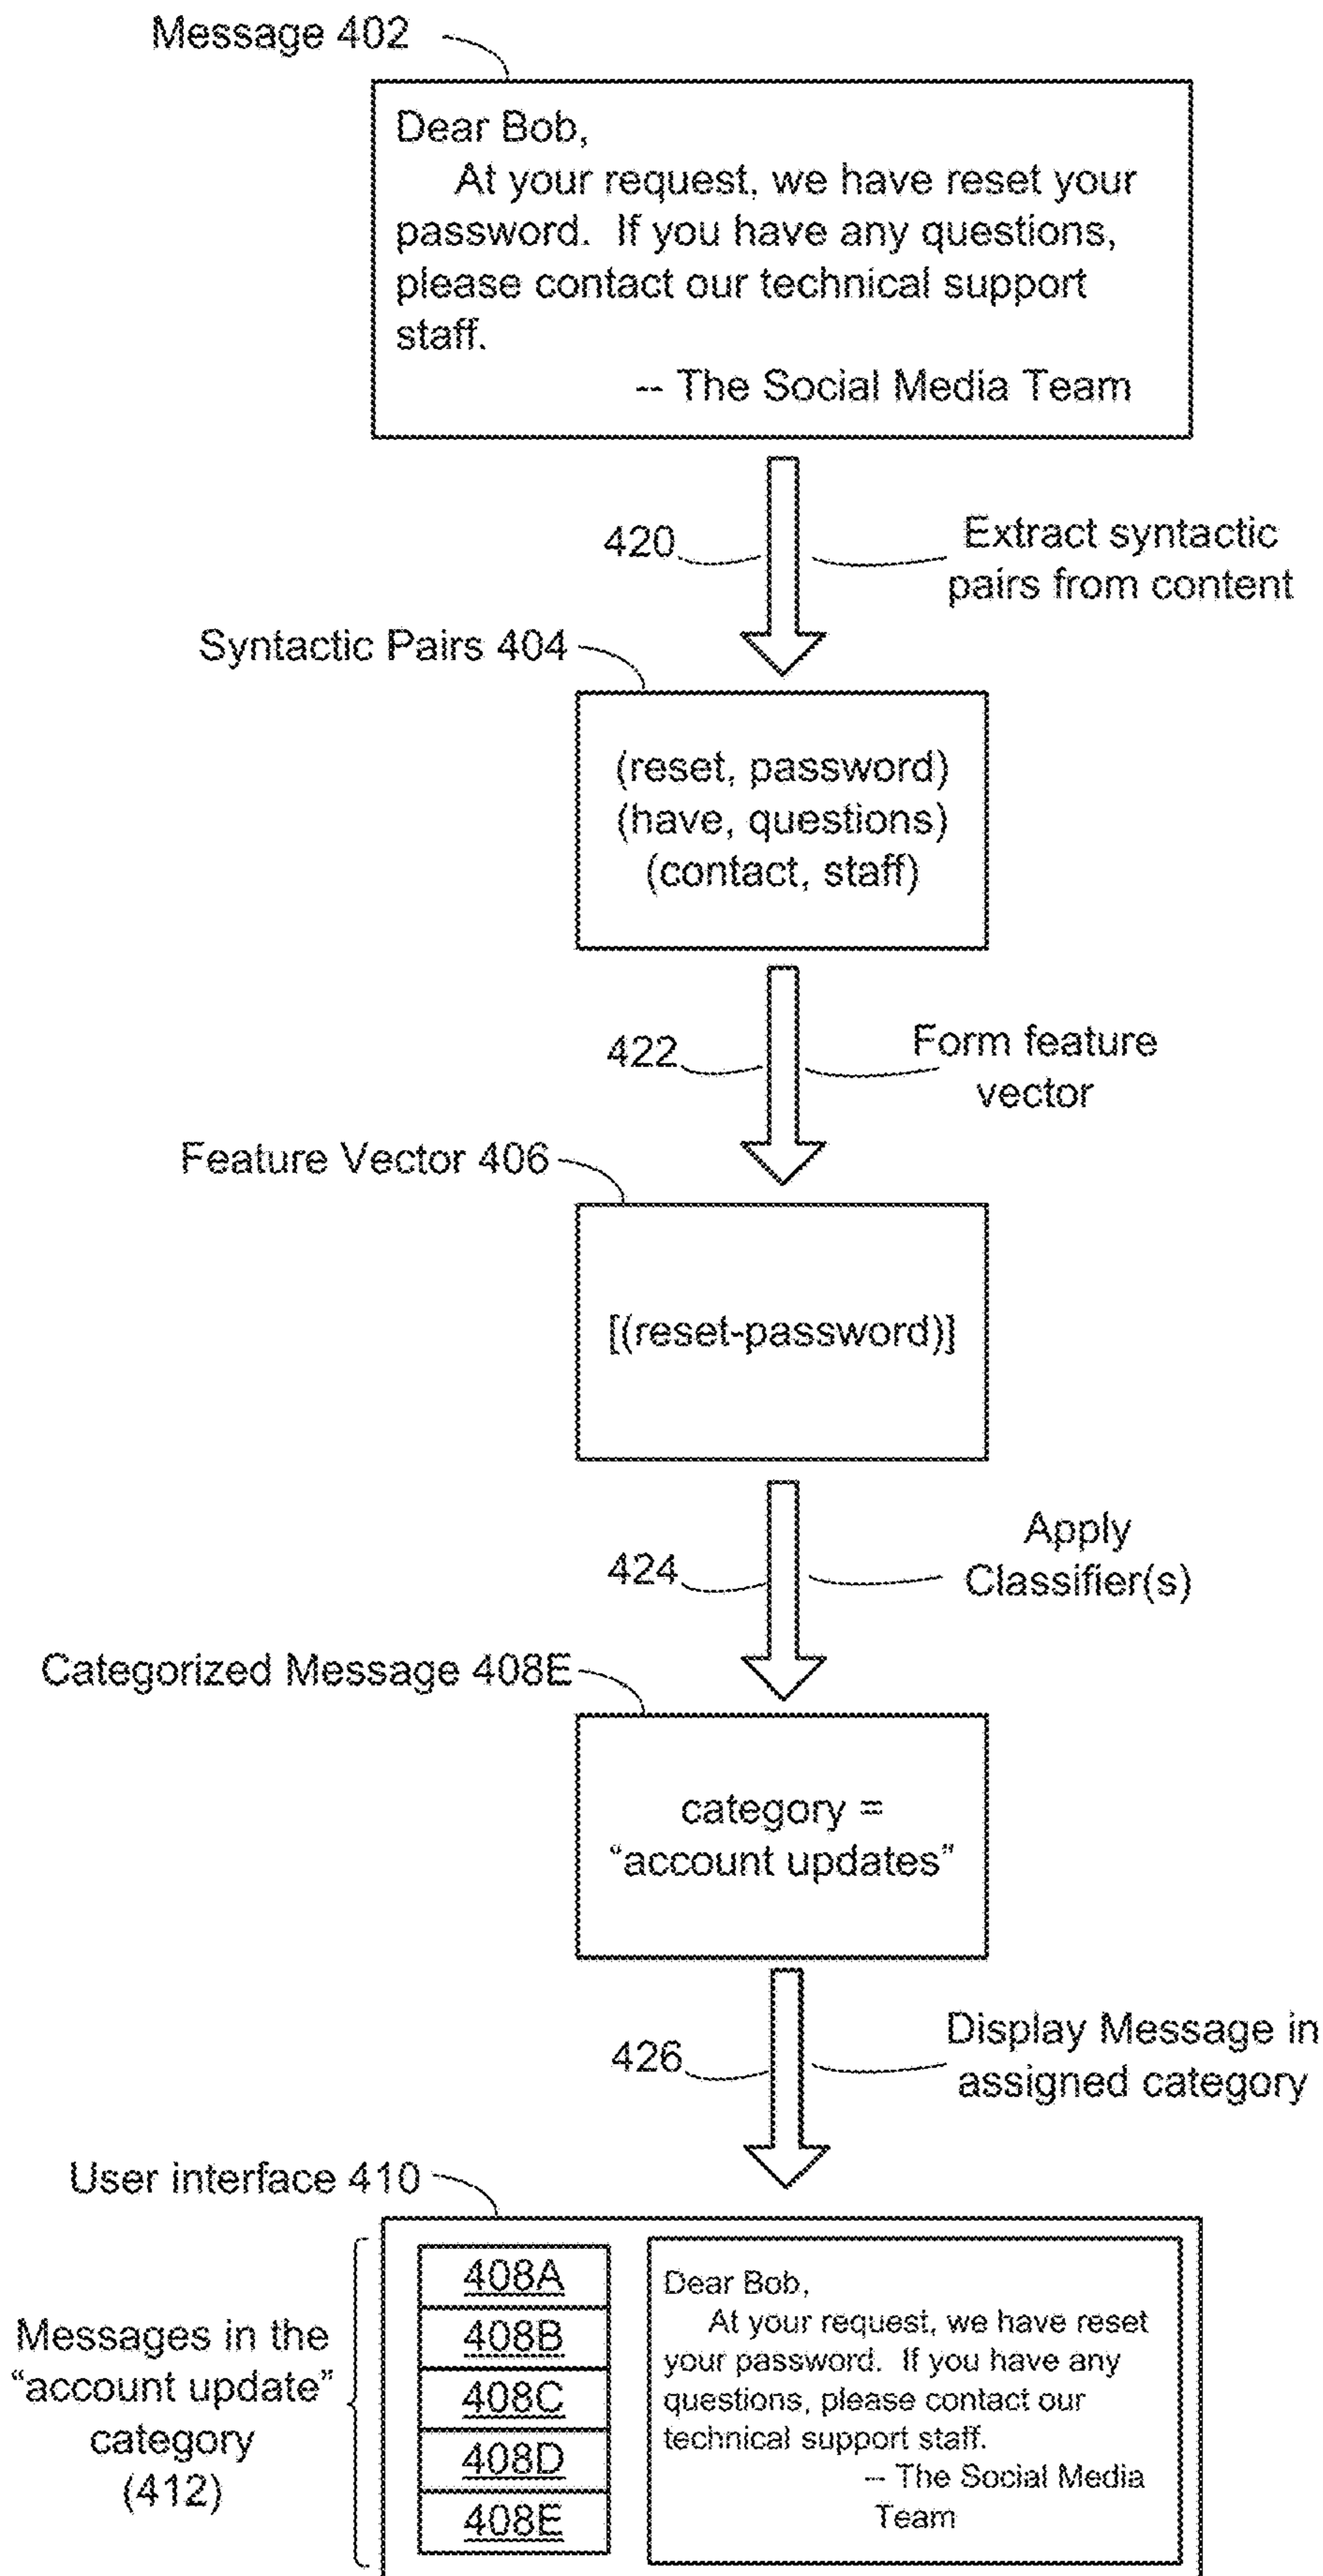 Message 402
Dear Bob,
At your request, we have reset your
password. If you have any questions,
please contact our technical support
staff.
-- The Social Media Team
420
Extract syntactic
pairs from content
Syntactic Pairs 404
(reset, password)
(have, questions)
(contact, staff)
422
Form feature
vector
Feature Vector 406
[(reset-password)]
424
Apply
Classifier(s)
Categorized Message 408E
category =
“account updates”
426
Display Message in
assigned category
User interface 410
Messages in the
“account update”
category
(412)
408A
408B
408C
408D
408E
Dear Bob,
At your request, we have reset
your password. If you have any
questions, please contact our
technical support staff.
-- The Social Media
Team